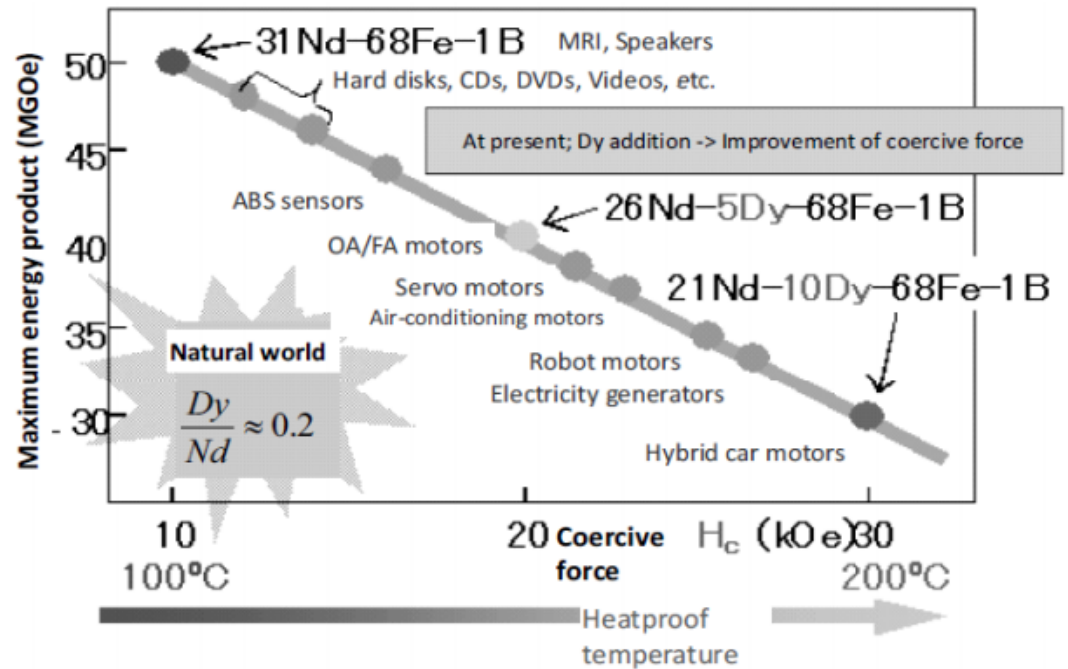 Maximum energy product (MGOe)
50
45
40
35
30
31Nd-68Fe-1B
MRI, Speakers
Hard disks, CDs, DVDs, Videos, etc.
At present; Dy addition -> Improvement of coercive force
ABS sensors
26Nd-5Dy-68Fe-1B
OA/FA motors
Servo motors
21Nd-10Dy-68Fe-1B
Air-conditioning motors
Natural world
Dy
Nd
≈ 0.2
Robot motors
Electricity generators
Hybrid car motors
10
20
Coercive force
Hc (kOe)
30
100ºC
200ºC
Heatproof
temperature